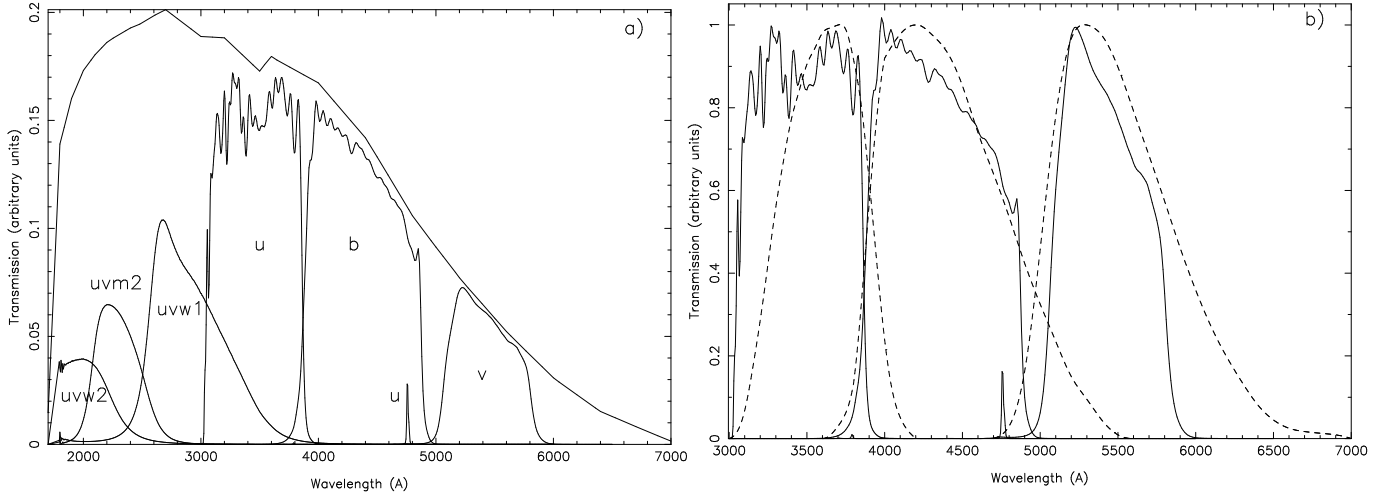 a)
0.2
0.15
0.1
0.05
0
Transmission (arbitrary units)
uvw2
uvm2
uvw1
u
b
u
v
2000 3000 4000 5000 6000 7000
Wavelength (A)
b)
1
0.8
0.6
0.4
0.2
0
Transmission (arbitrary units)
3000 3500 4000 4500 5000 5500 6000 6500 7000
Wavelength (A)